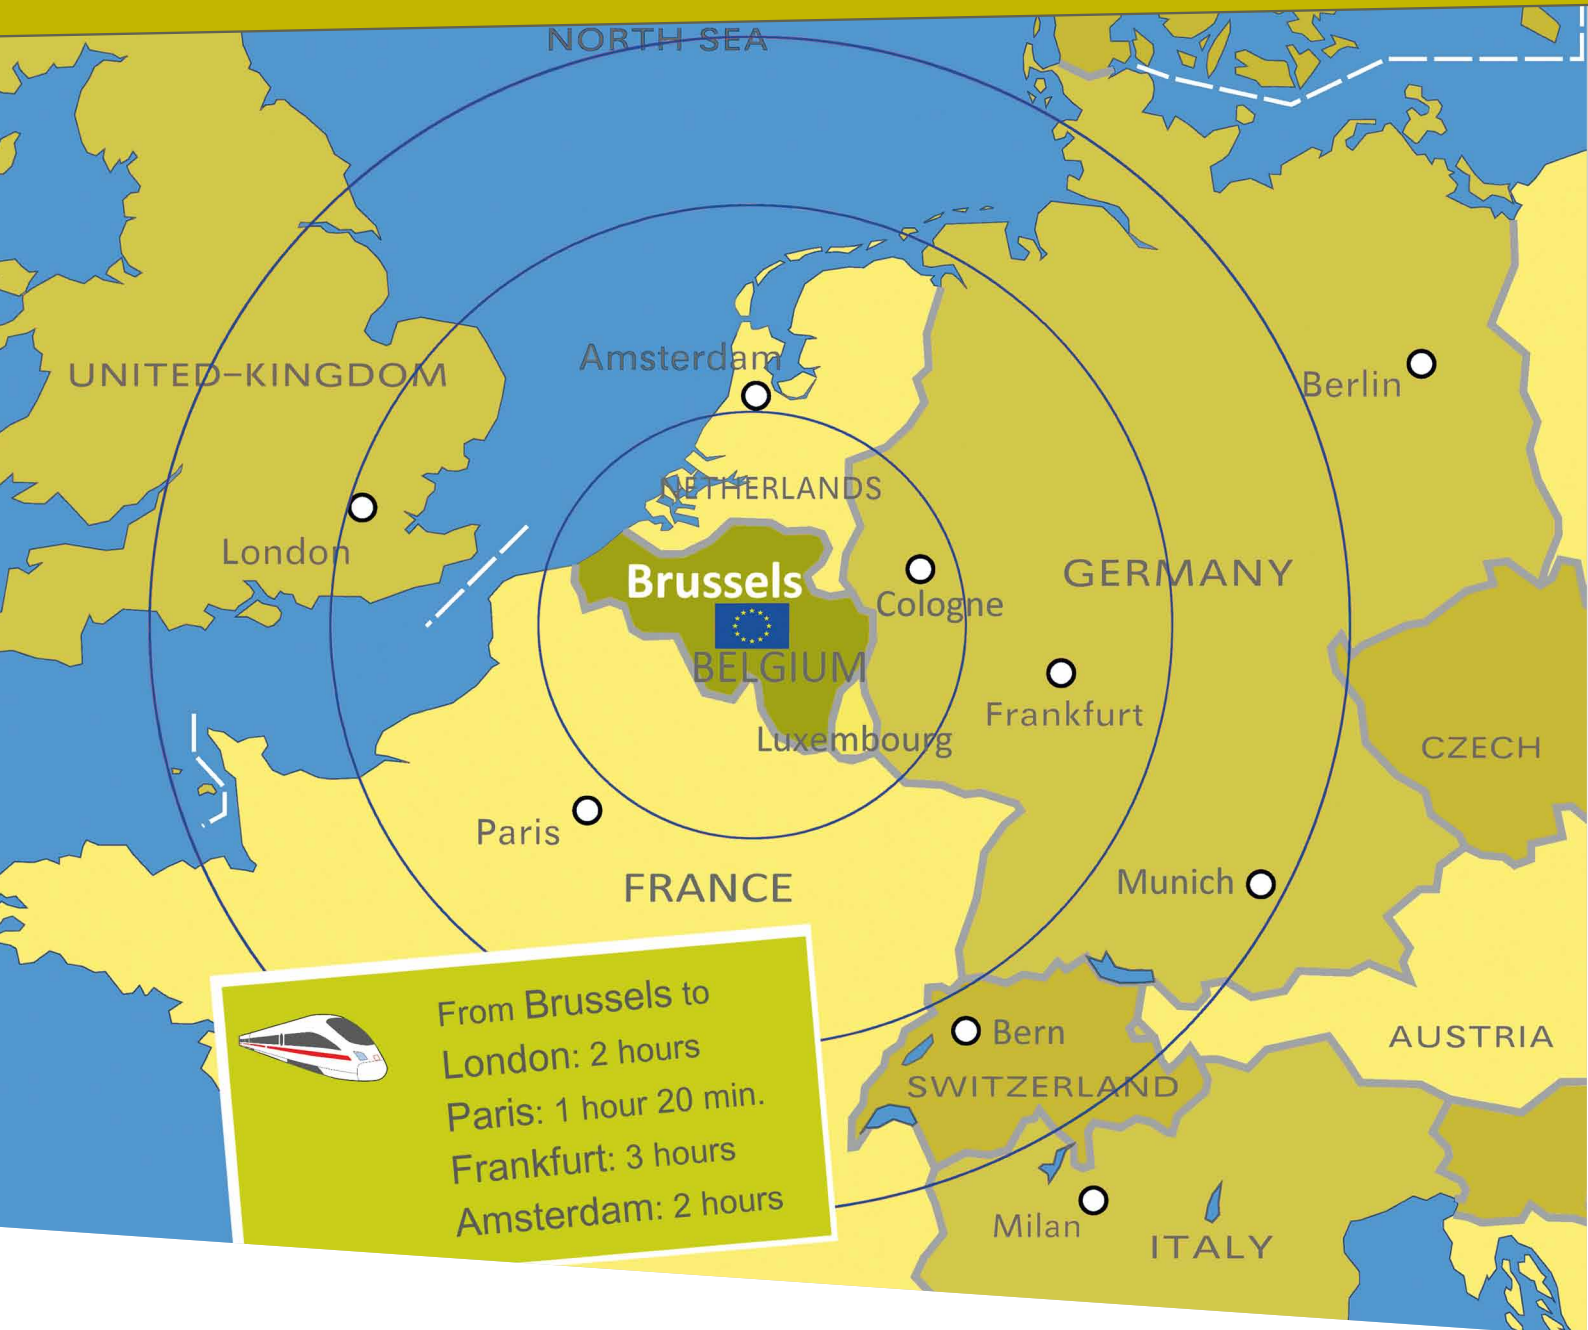 NORTH SEA
UNITED-KINGDOM
Amsterdam
Berlin
NETHERLANDS
London
Brussels
Cologne
GERMANY
BELGIUM
Frankfurt
Luxembourg
CZECH
Paris
FRANCE
Munich
From Brussels to
London: 2 hours
Paris: 1 hour 20 min.
Frankfurt: 3 hours
Amsterdam: 2 hours
Bern
AUSTRIA
SWITZERLAND
Milan
ITALY